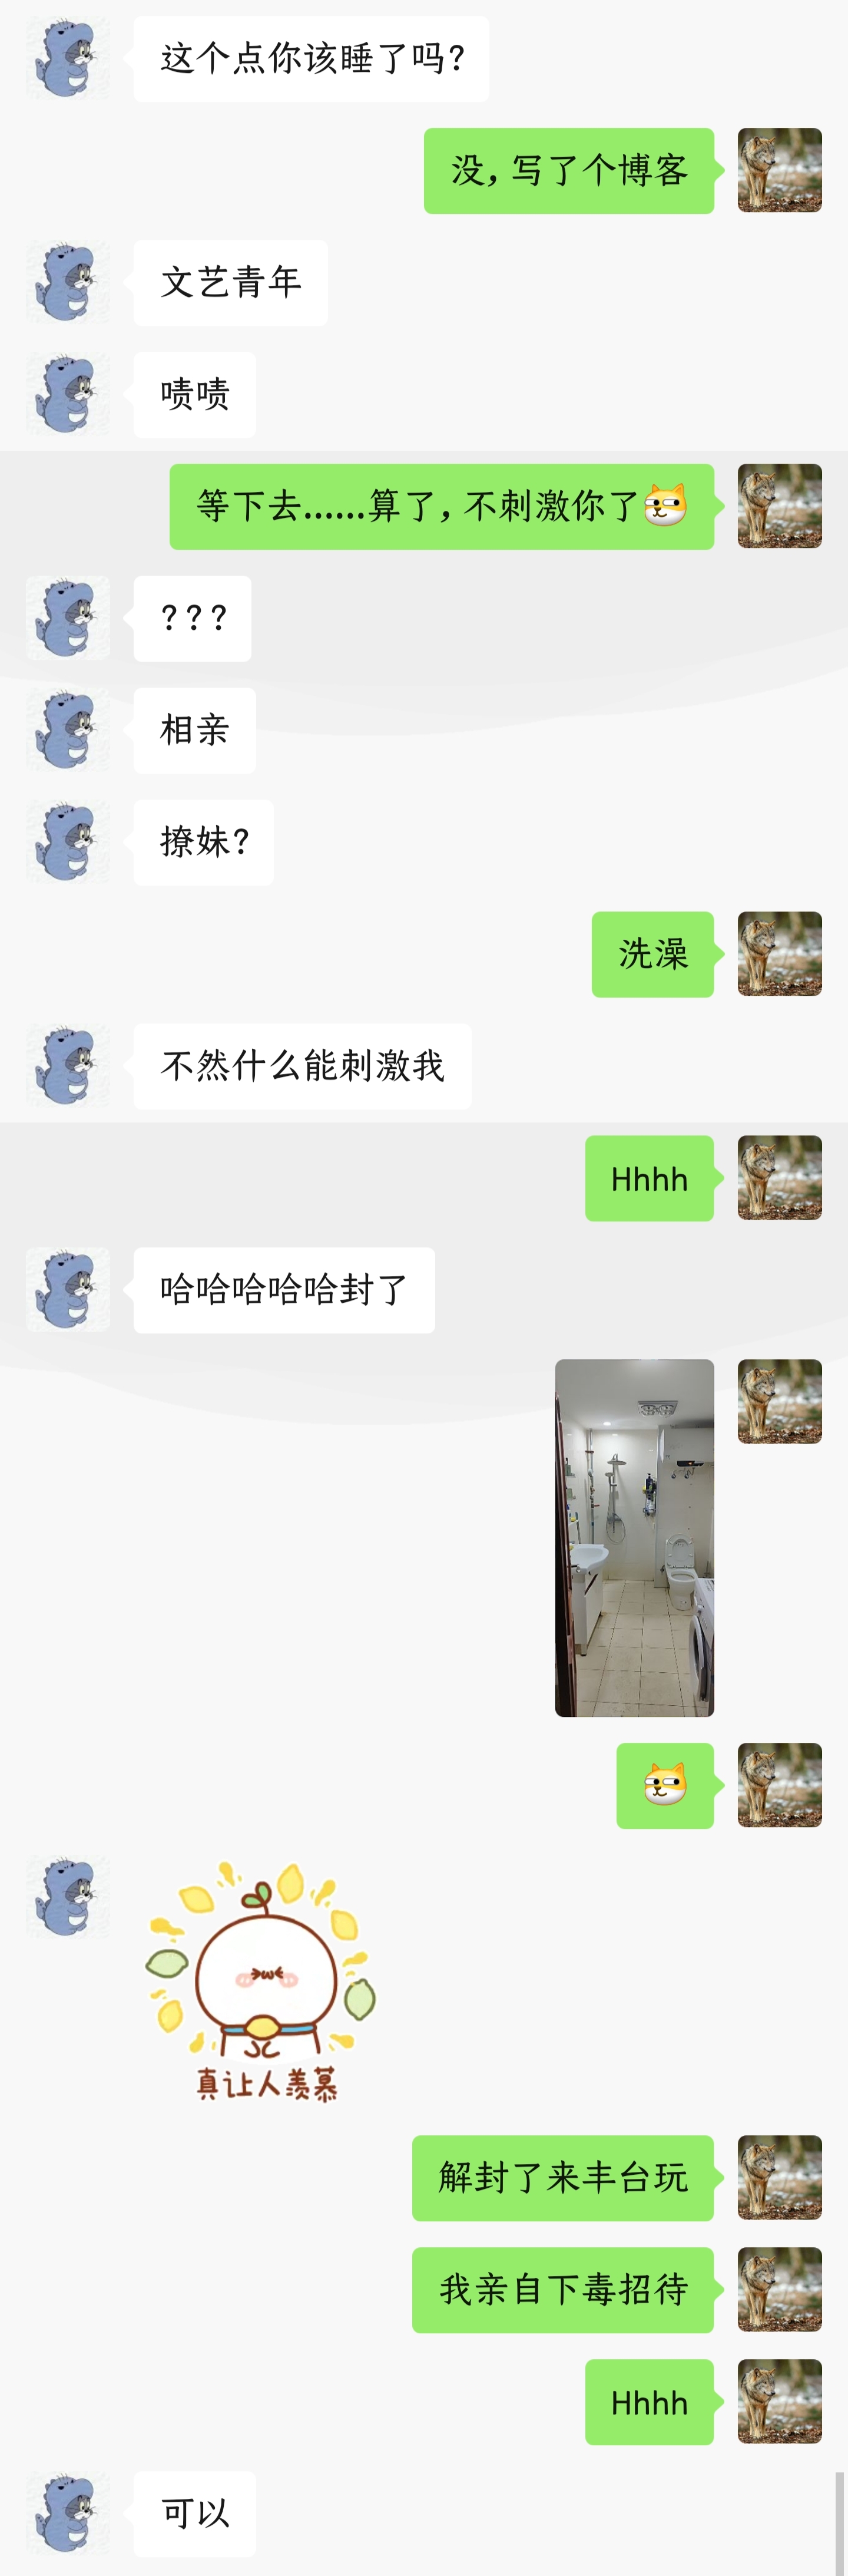 这个点你该睡了吗？
没，写了个博客
文艺青年
啧啧
等下去……算了，不刺激你了
？？？
相亲
撩妹？
洗澡
不然什么能刺激我
Hhhh
哈哈哈哈哈封了
真让人羡慕
解封了来丰台玩
我亲自下毒招待
Hhhh
可以